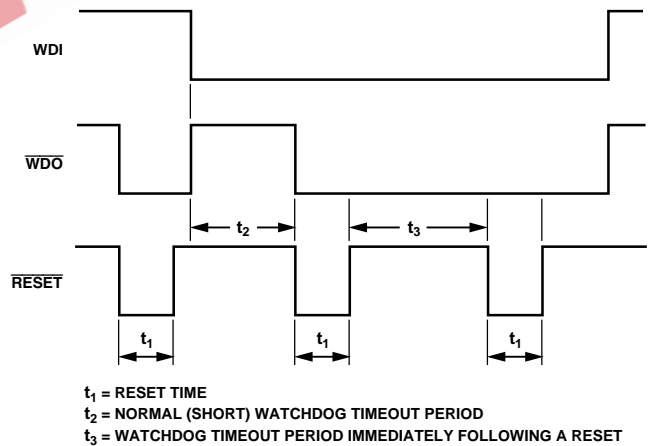 WDI
WDO
t2
t3
RESET
t1 t1 t1
t1 = RESET TIME
t2 = NORMAL (SHORT) WATCHDOG TIMEOUT PERIOD
t3 = WATCHDOG TIMEOUT PERIOD IMMEDIATELY FOLLOWING A RESET